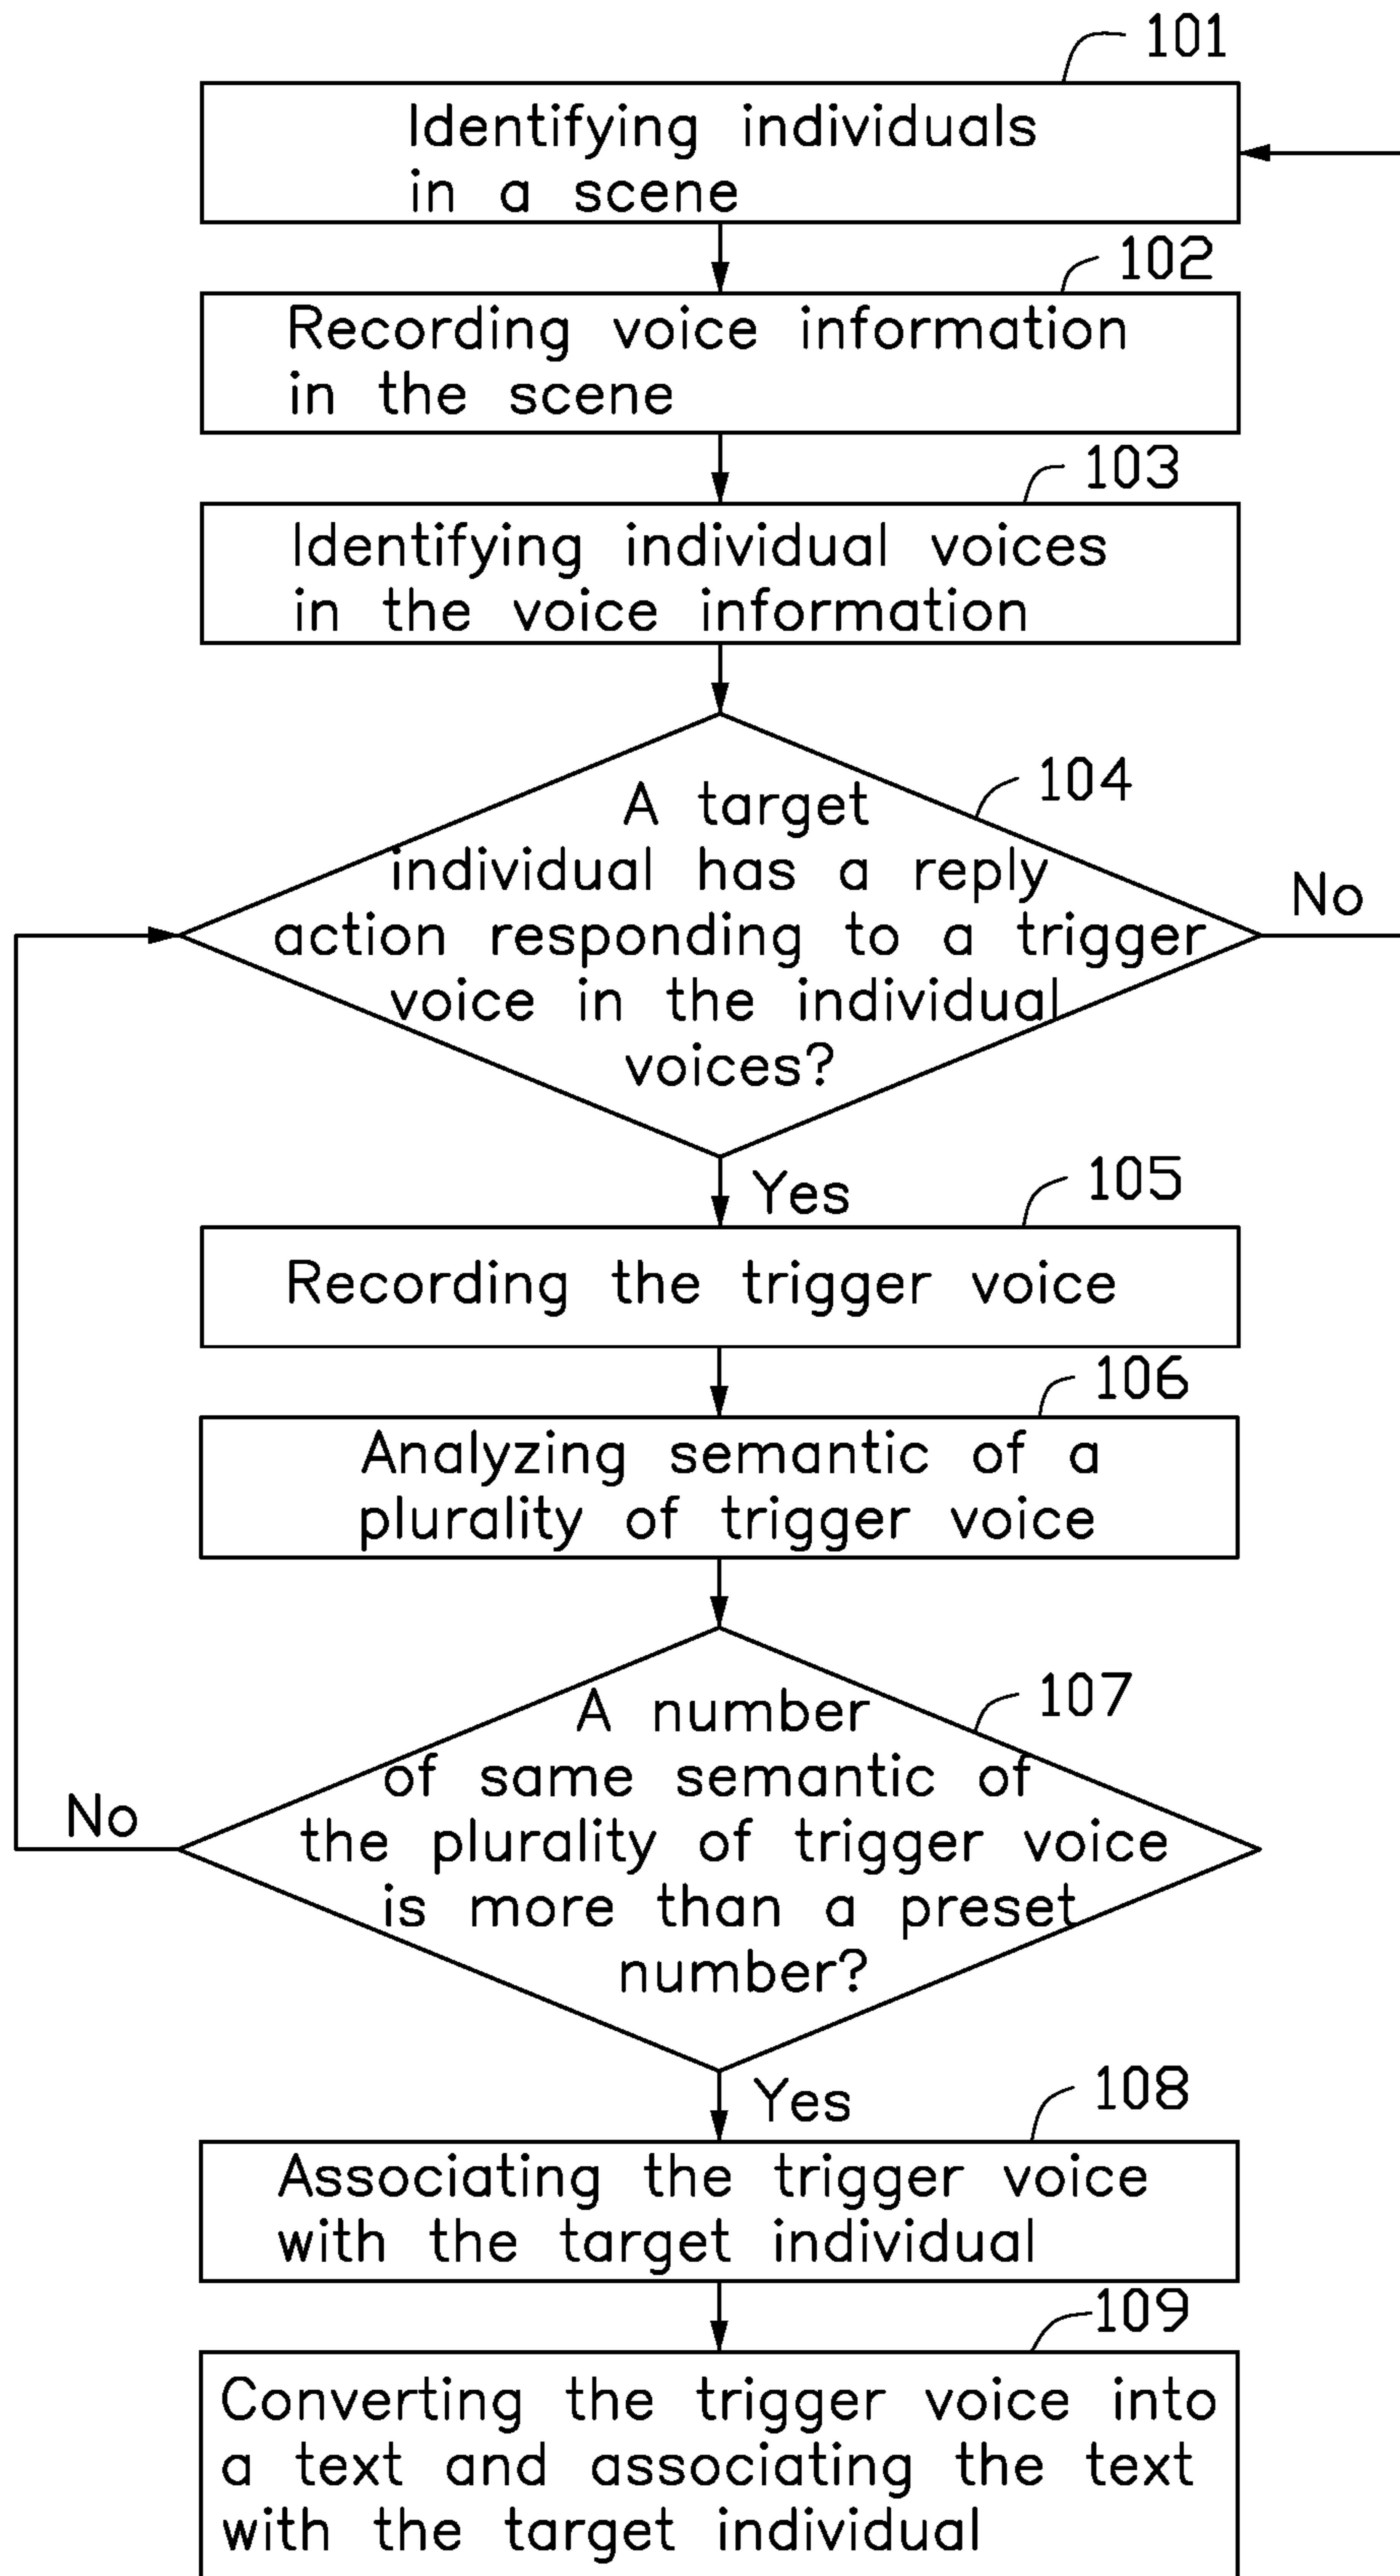 101
Identifying individuals
in a scene
102
Recording voice information
in the scene
103
Identifying individual voices
in the voice information
104
A target
individual has a reply
action responding to a trigger
voice in the individual
voices?
No
Yes
105
Recording the trigger voice
106
Analyzing semantic of a
plurality of trigger voice
107
A number
of same semantic of
the plurality of trigger voice
is more than a preset
number?
No
Yes
108
Associating the trigger voice
with the target individual
109
Converting the trigger voice into
a text and associating the text
with the target individual